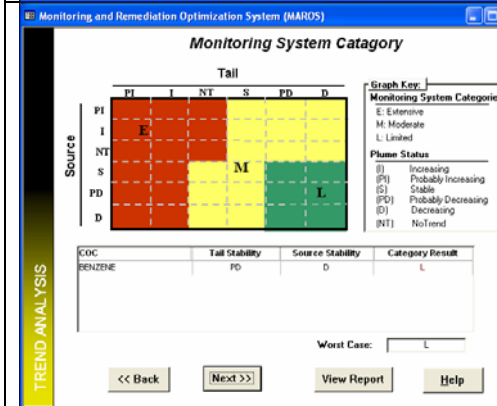 Monitoring and Remediation Optimization System (MAROS)
Monitoring System Catagory
Tail
PI I NT S PD D
Source
PI
I
NT
S
PD
D
E
M
L
Graph Key:
Monitoring System Categories
E: Extensive
M: Moderate
L: Limited
Plume Status
(I) Increasing
(PI) Probably Increasing
(S) Stable
(PD) Probably Decreasing
(D) Decreasing
(NT) NoTrend
COC Tail Stability Source Stability Category Result
BENZENE PD D L
Worst Case: L
TREND ANALYSIS
<< Back Next >> View Report Help